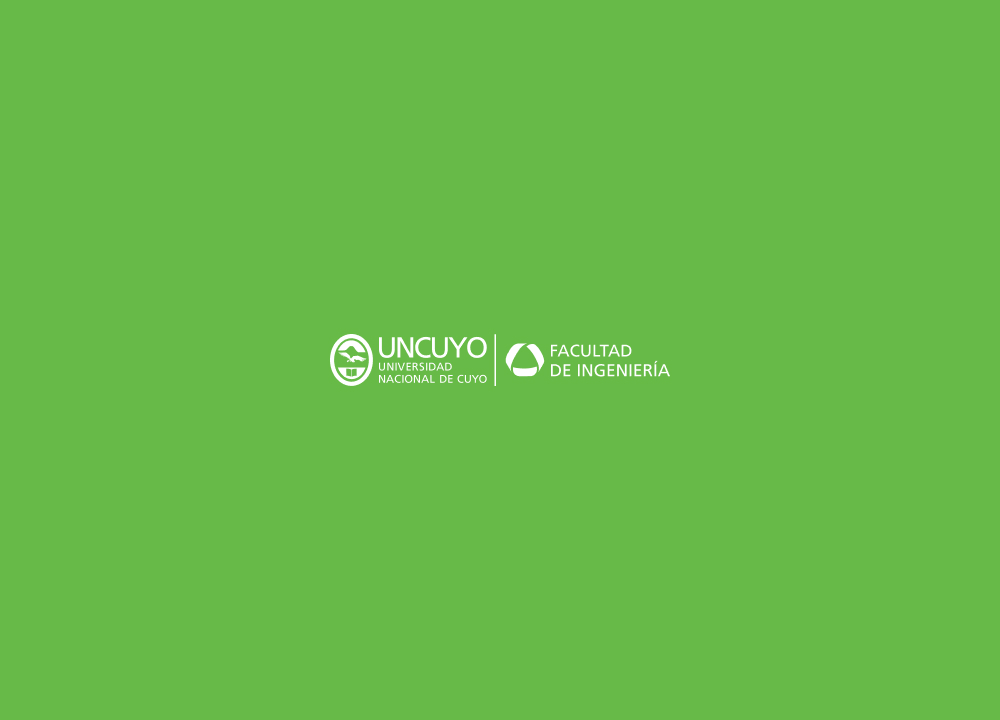 UNCUYO
UNIVERSIDAD
NACIONAL DE CUYO
FACULTAD
DE INGENIERÍA